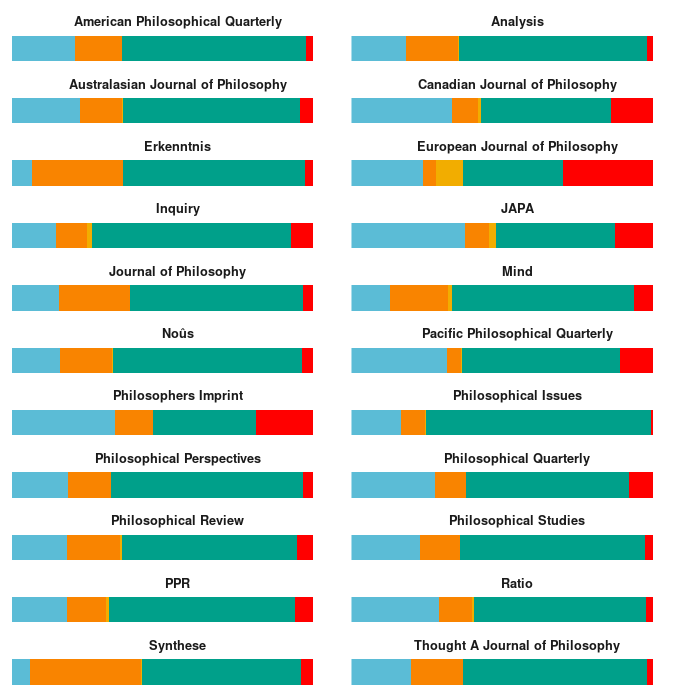 American Philosophical Quarterly
Analysis
Australasian Journal of Philosophy
Canadian Journal of Philosophy
Erkenntnis
European Journal of Philosophy
Inquiry
JAPA
Journal of Philosophy
Mind
Noûs
Pacific Philosophical Quarterly
Philosophers Imprint
Philosophical Issues
Philosophical Perspectives
Philosophical Quarterly
Philosophical Review
Philosophical Studies
PPR
Ratio
Synthese
Thought A Journal of Philosophy